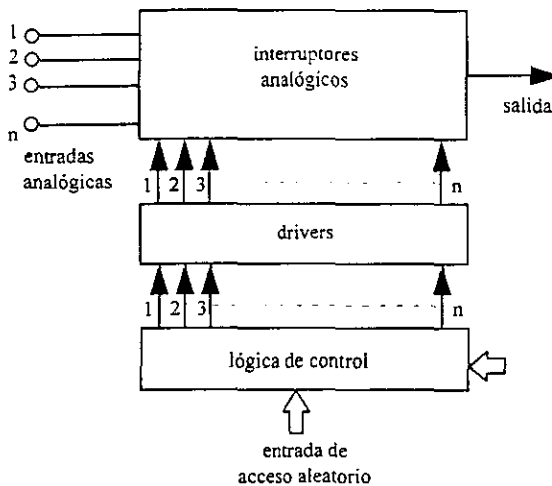 1
2
3
n
entradas
analógicas
interruptores
analógicos
salida
1 2 3 n
drivers
1 2 3 n
lógica de control
entrada de
acceso aleatorio